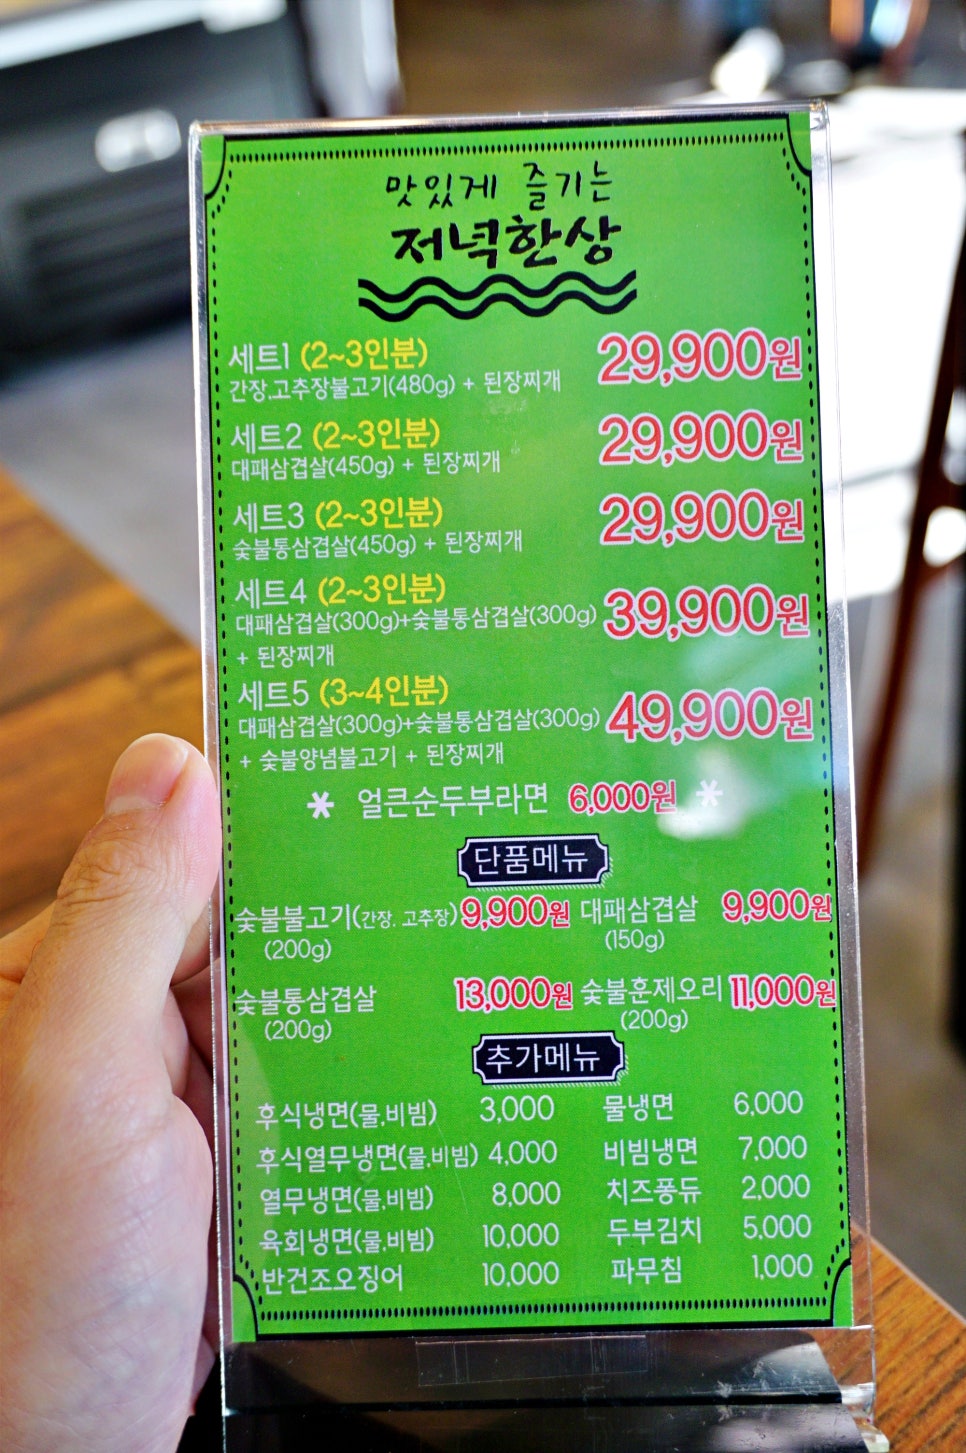 맛있게 즐기는
저녁한상
세트1 (2~3인분) 29,900원
간장,고추장불고기(480g) + 된장찌개
세트2 (2~3인분) 29,900원
대패삼겹살(450g) + 된장찌개
세트3 (2~3인분) 29,900원
숯불통삼겹살(450g) + 된장찌개
세트4 (2~3인분) 39,900원
대패삼겹살(300g)+숯불통삼겹살(300g)
+ 된장찌개
세트5 (3~4인분) 49,900원
대패삼겹살(300g)+숯불통삼겹살(300g)
+ 숯불양념불고기 + 된장찌개
* 얼큰순두부라면 6,000원 *
단품메뉴
숯불불고기(간장, 고추장) 9,900원 대패삼겹살 9,900원
(200g) (150g)
숯불통삼겹살 13,000원 숯불훈제오리 11,000원
(200g) (200g)
추가메뉴
후식냉면(물,비빔) 3,000 물냉면 6,000
후식열무냉면(물,비빔) 4,000 비빔냉면 7,000
열무냉면(물,비빔) 8,000 치즈퐁듀 2,000
육회냉면(물,비빔) 10,000 두부김치 5,000
반건조오징어 10,000 파무침 1,000